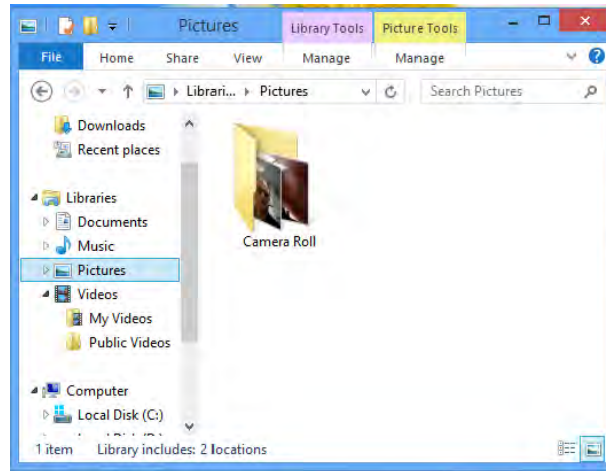 Pictures
Library Tools
Picture Tools
File
Home
Share
View
Manage
Manage
Librari...
Pictures
Search Pictures
Downloads
Recent places
Libraries
Documents
Music
Pictures
Videos
My Videos
Public Videos
Computer
Local Disk (C:)
Camera Roll
1 item
Library includes: 2 locations